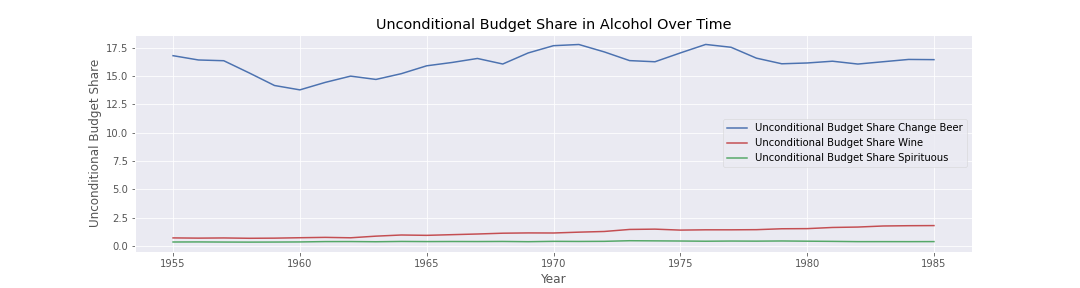 Unconditional Budget Share in Alcohol Over Time
Unconditional Budget Share
17.5
15.0
12.5
10.0
7.5
5.0
2.5
0.0
Unconditional Budget Share Change Beer
Unconditional Budget Share Wine
Unconditional Budget Share Spirituous
1955 1960 1965 1970 1975 1980 1985
Year